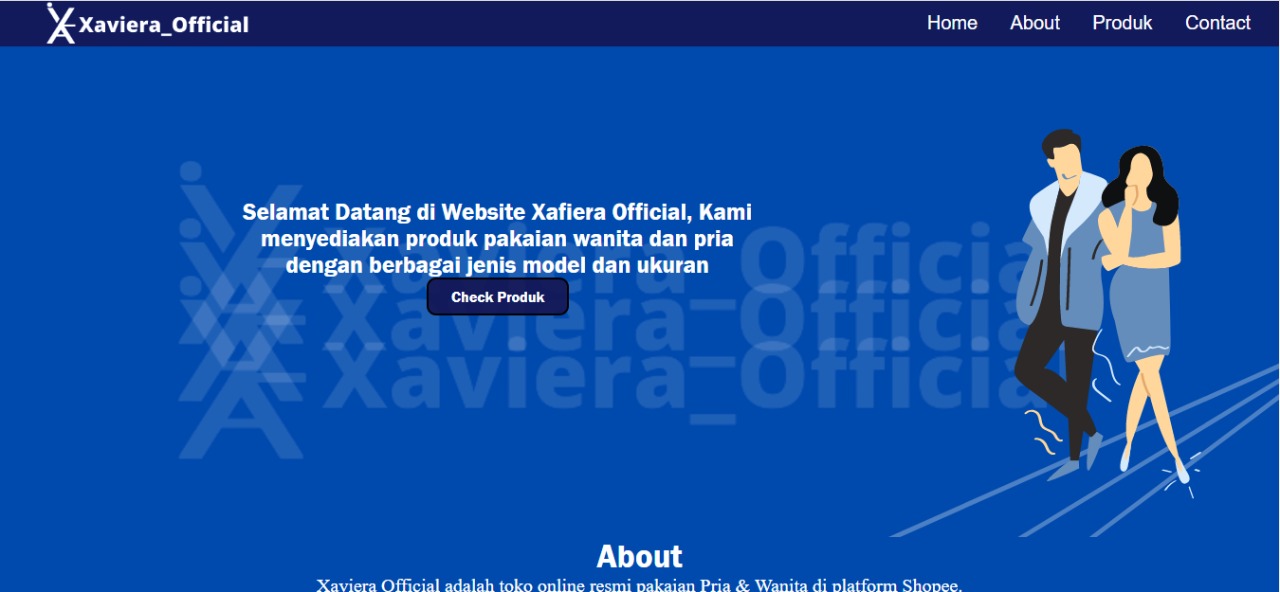 Xaviera_Official
Home About Produk Contact
Selamat Datang di Website Xafiera Official, Kami
menyediakan produk pakaian wanita dan pria
dengan berbagai jenis model dan ukuran
Check Produk
Xaviera_Official
Xaviera_Official
Xaviera_Official
About
Xaviera Official adalah toko online resmi pakaian Pria & Wanita di platform Shopee.